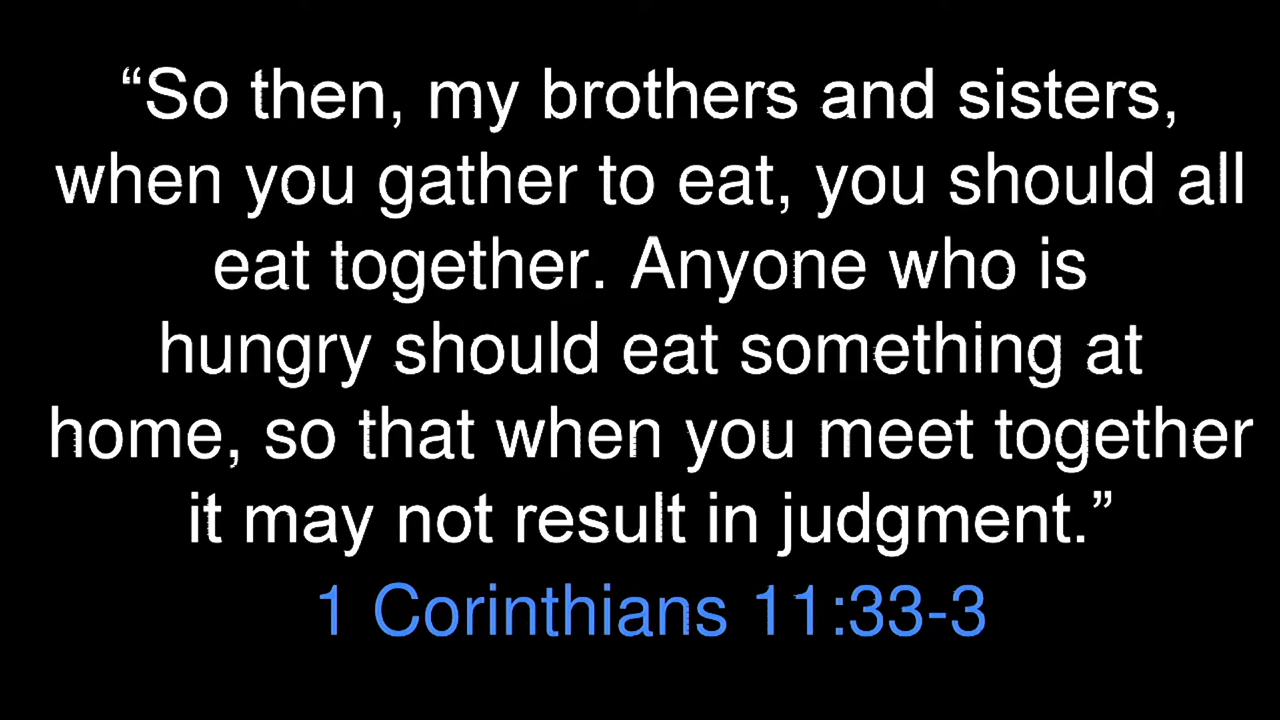 “So then, my brothers and sisters,
when you gather to eat, you should all
eat together. Anyone who is
hungry should eat something at
home, so that when you meet together
it may not result in judgment.”
1 Corinthians 11:33-3